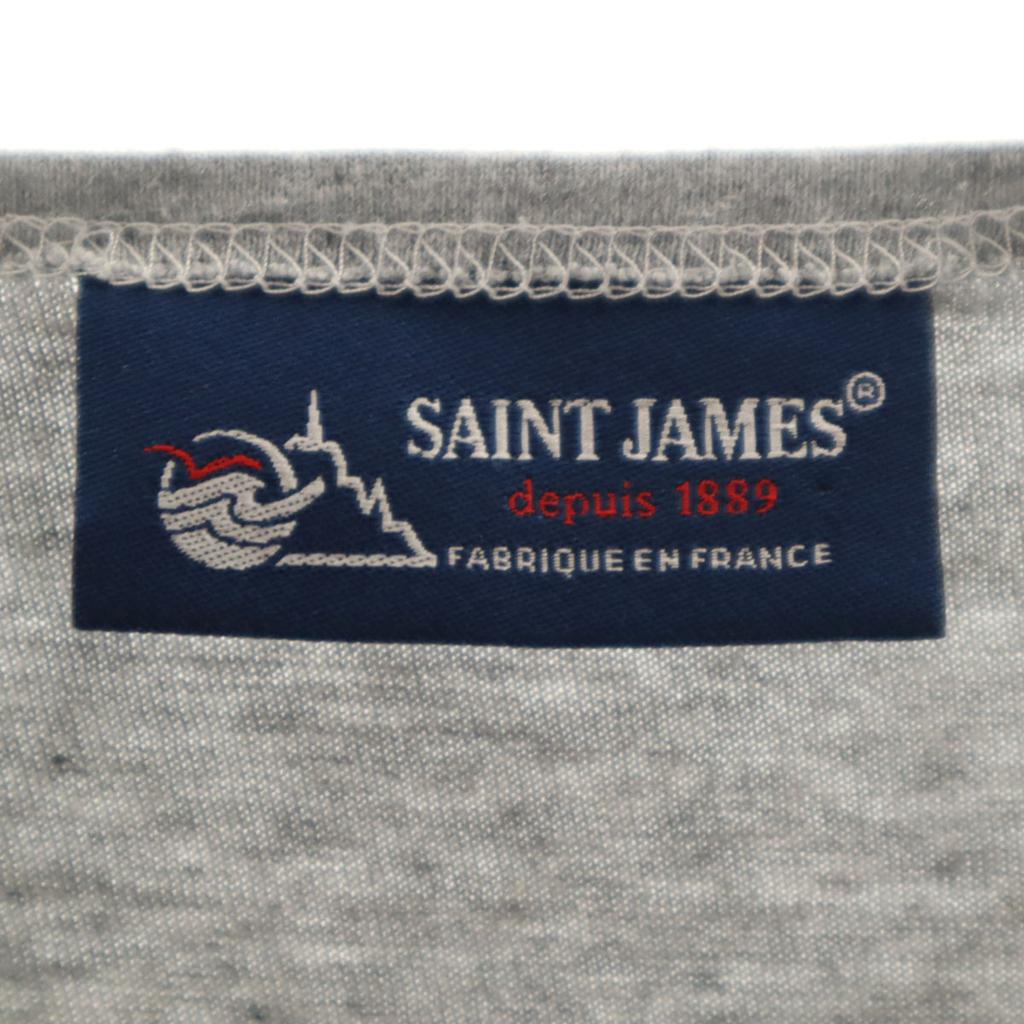 SAINT JAMES®
depuis 1889
FABRIQUE EN FRANCE